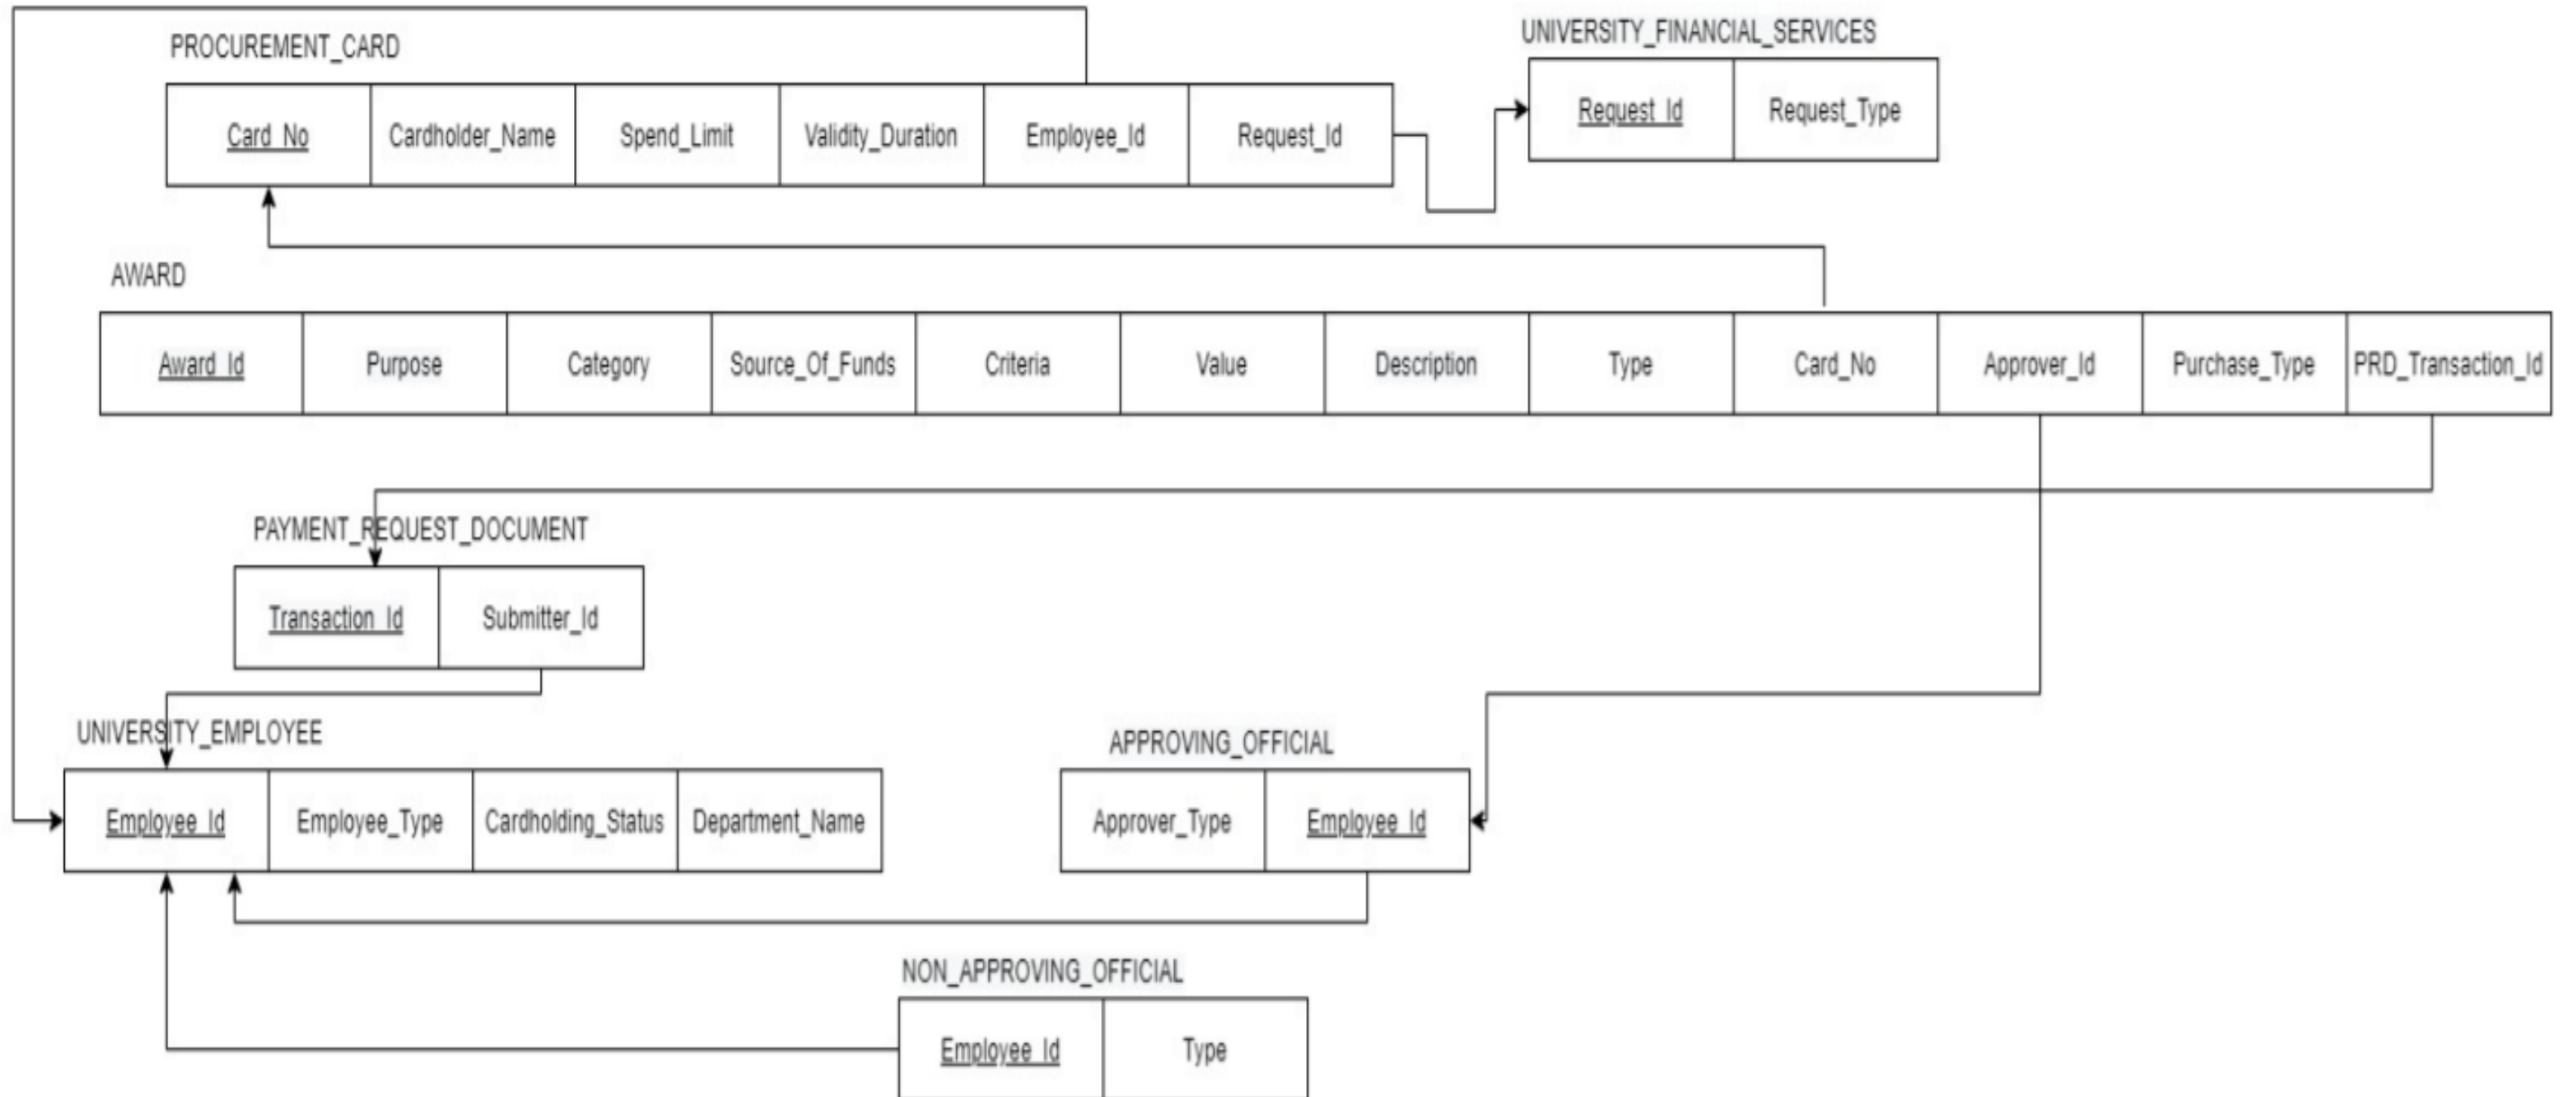 PROCUREMENT_CARD
UNIVERSITY_FINANCIAL_SERVICES
Card_No Cardholder_Name Spend_Limit Validity_Duration Employee_Id Request_Id
Request_Id Request_Type
AWARD
Award_Id Purpose Category Source_Of_Funds Criteria Value Description Type Card_No Approver_Id Purchase_Type PRD_Transaction_Id
PAYMENT_REQUEST_DOCUMENT
Transaction_Id Submitter_Id
UNIVERSITY_EMPLOYEE
APPROVING_OFFICIAL
Employee_Id Employee_Type Cardholding_Status Department_Name
Approver_Type Employee_Id
NON_APPROVING_OFFICIAL
Employee_Id Type